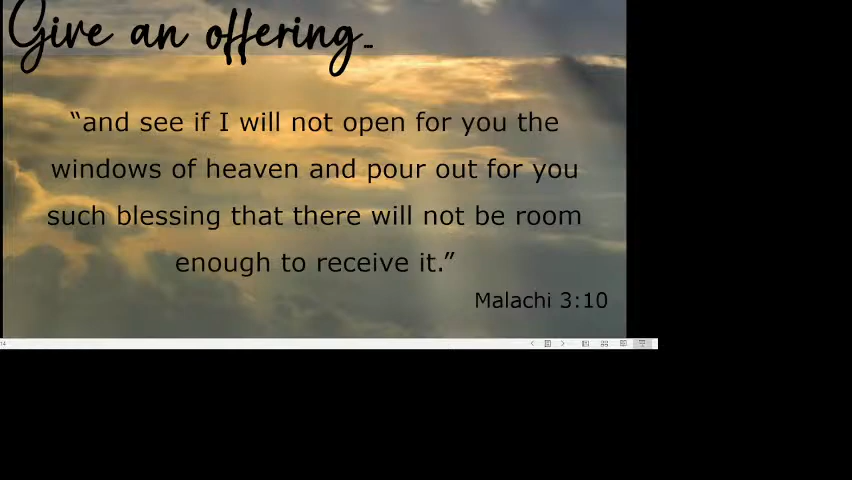 Give an offering...
“and see if I will not open for you the
windows of heaven and pour out for you
such blessing that there will not be room
enough to receive it.”
Malachi 3:10